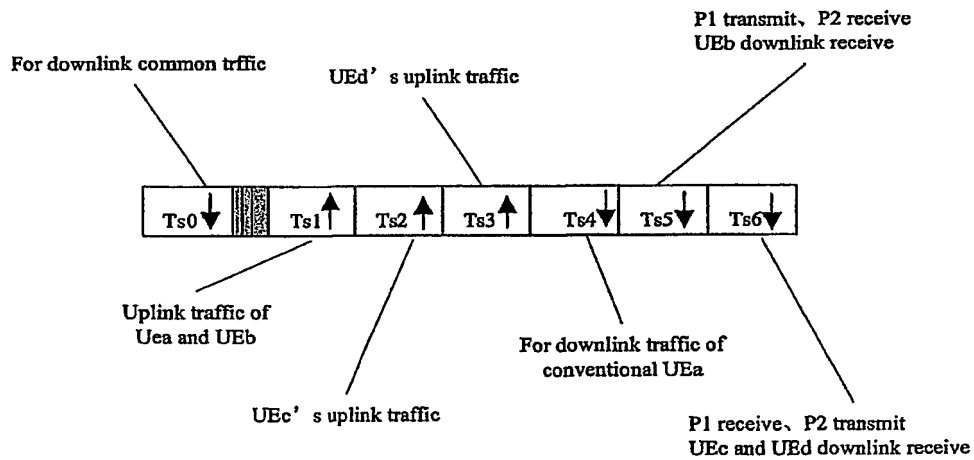 P1 transmit、P2 receive
UEb downlink receive
For downlink common trffic
UEd’s uplink traffic
Ts0 Ts1 Ts2 Ts3 Ts4 Ts5 Ts6
Uplink traffic of
Uea and UEb
For downlink traffic of
conventional UEa
UEc’s uplink traffic
P1 receive、P2 transmit
UEc and UEd downlink receive